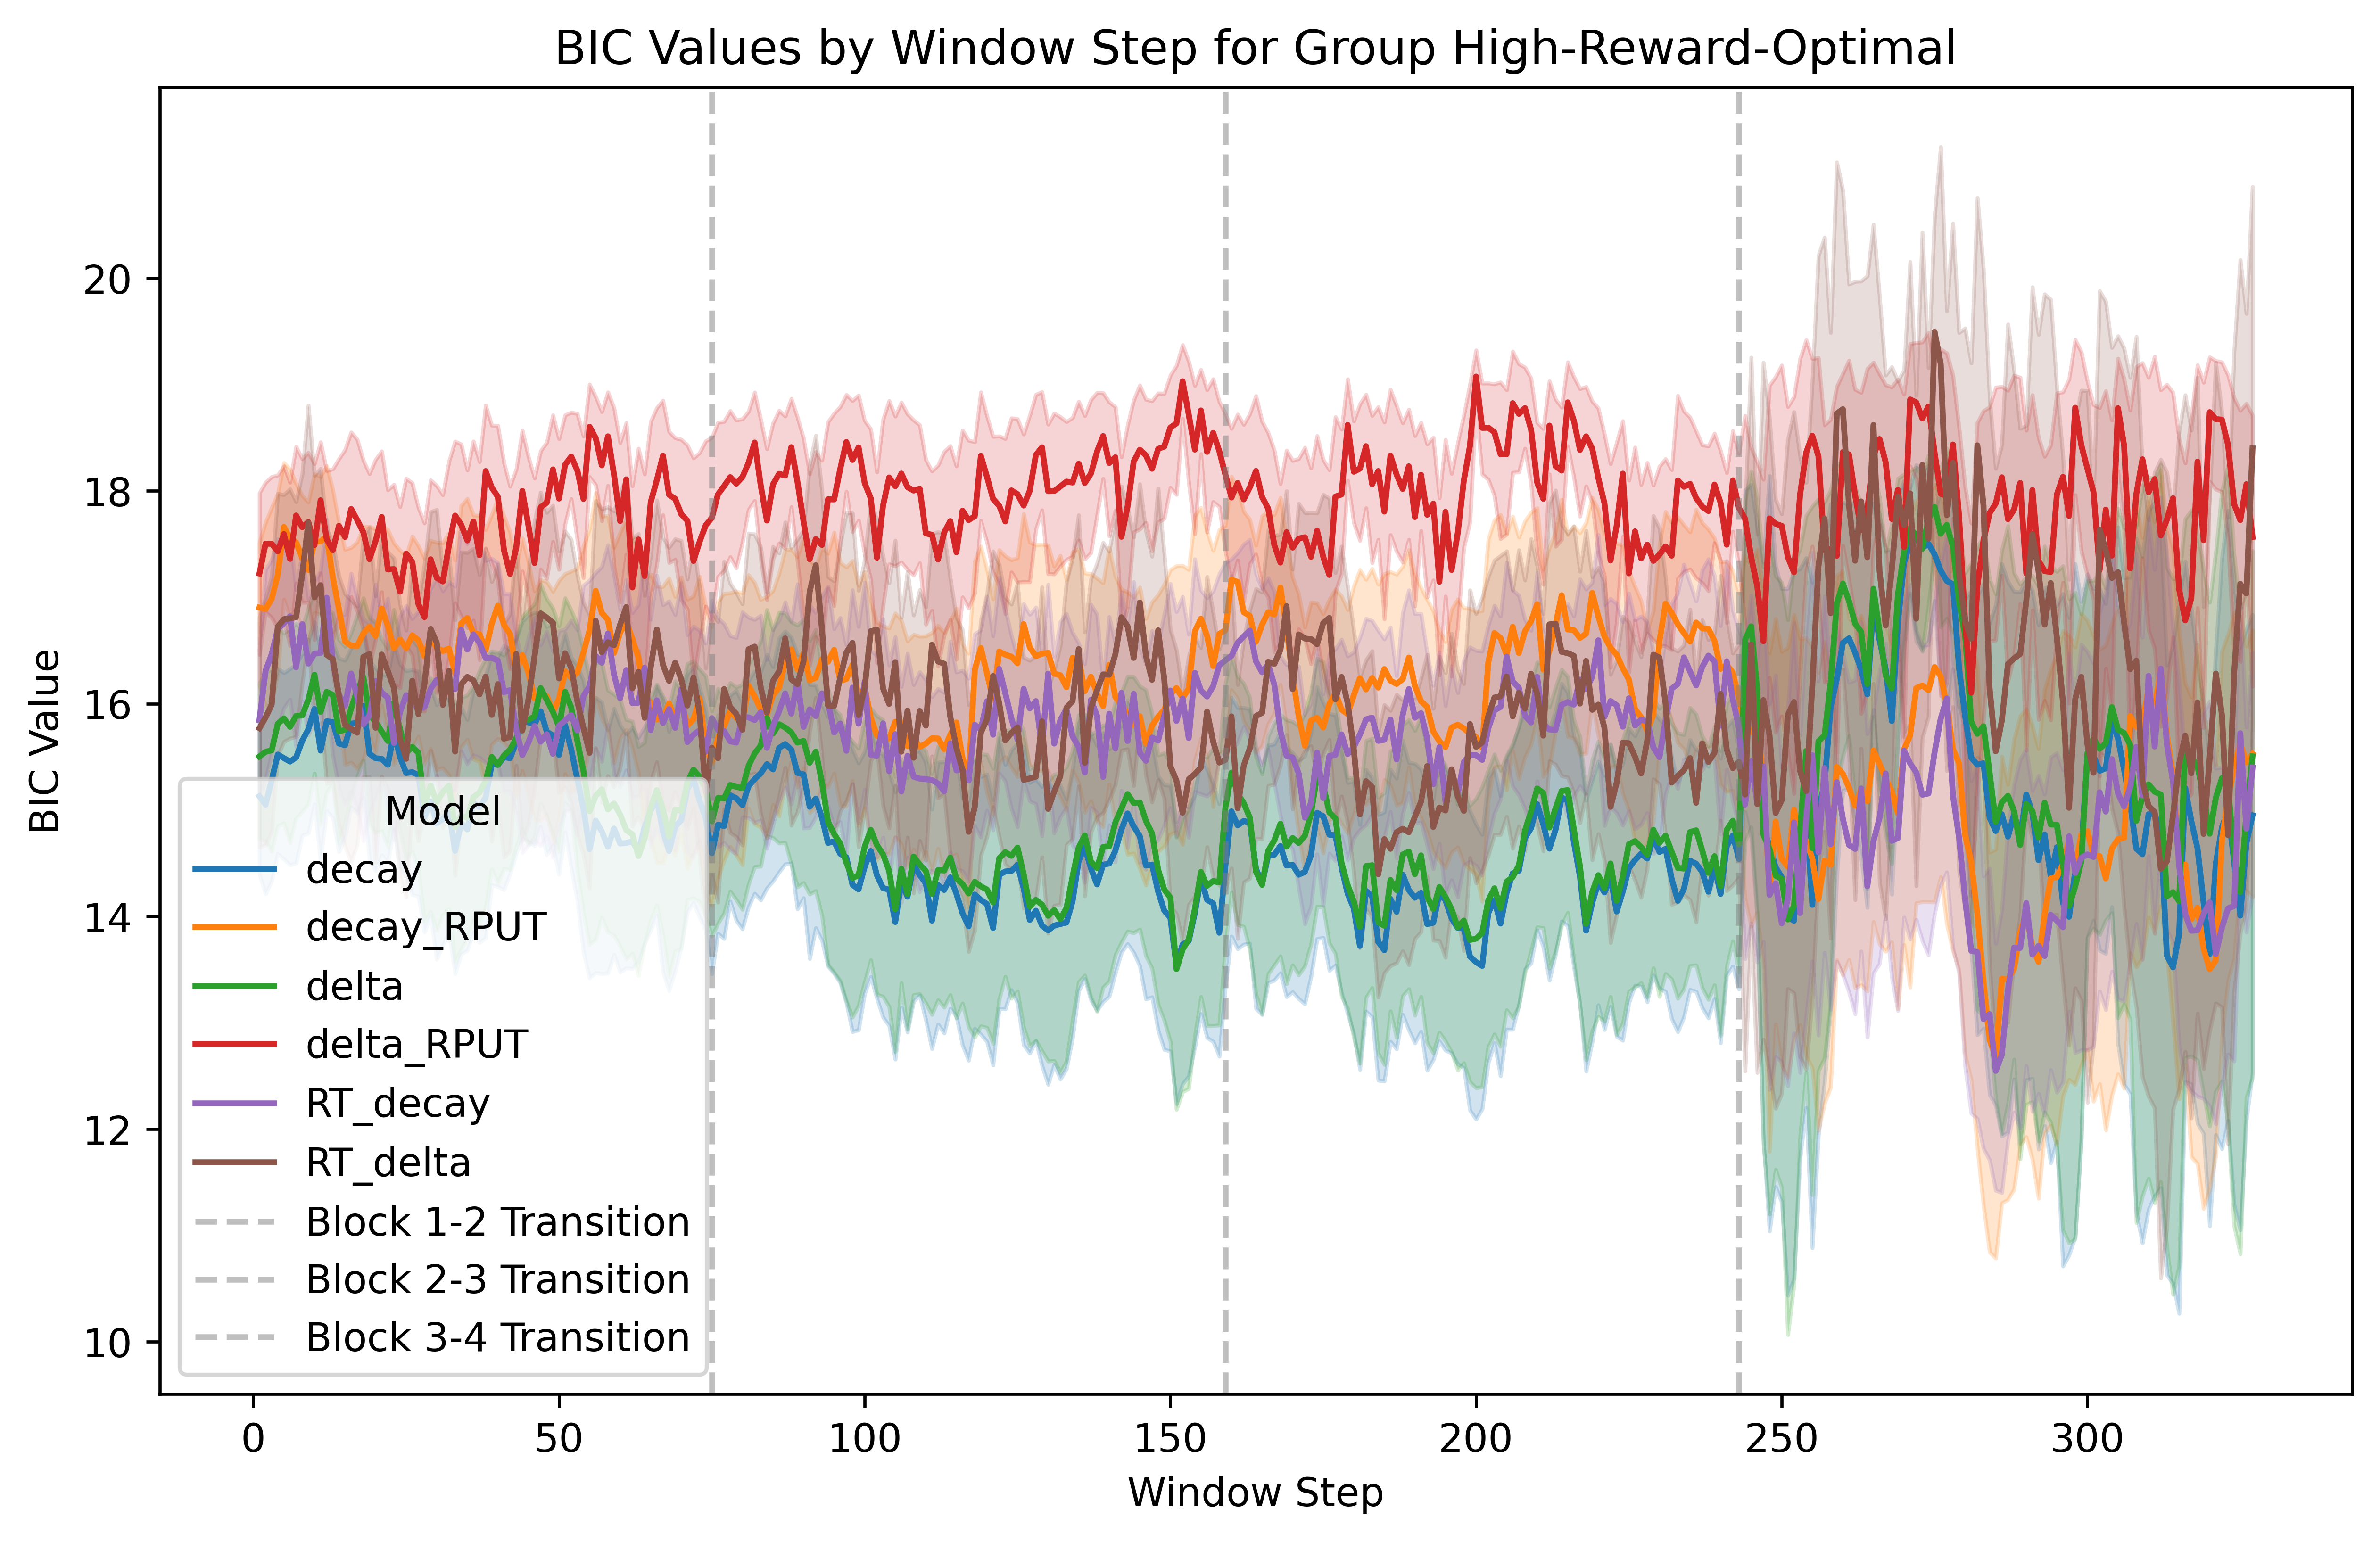 BIC Values by Window Step for Group High-Reward-Optimal
BIC Value
20
18
16
14
12
10
Model
decay
decay_RPUT
delta
delta_RPUT
RT_decay
RT_delta
Block 1-2 Transition
Block 2-3 Transition
Block 3-4 Transition
0 50 100 150 200 250 300
Window Step